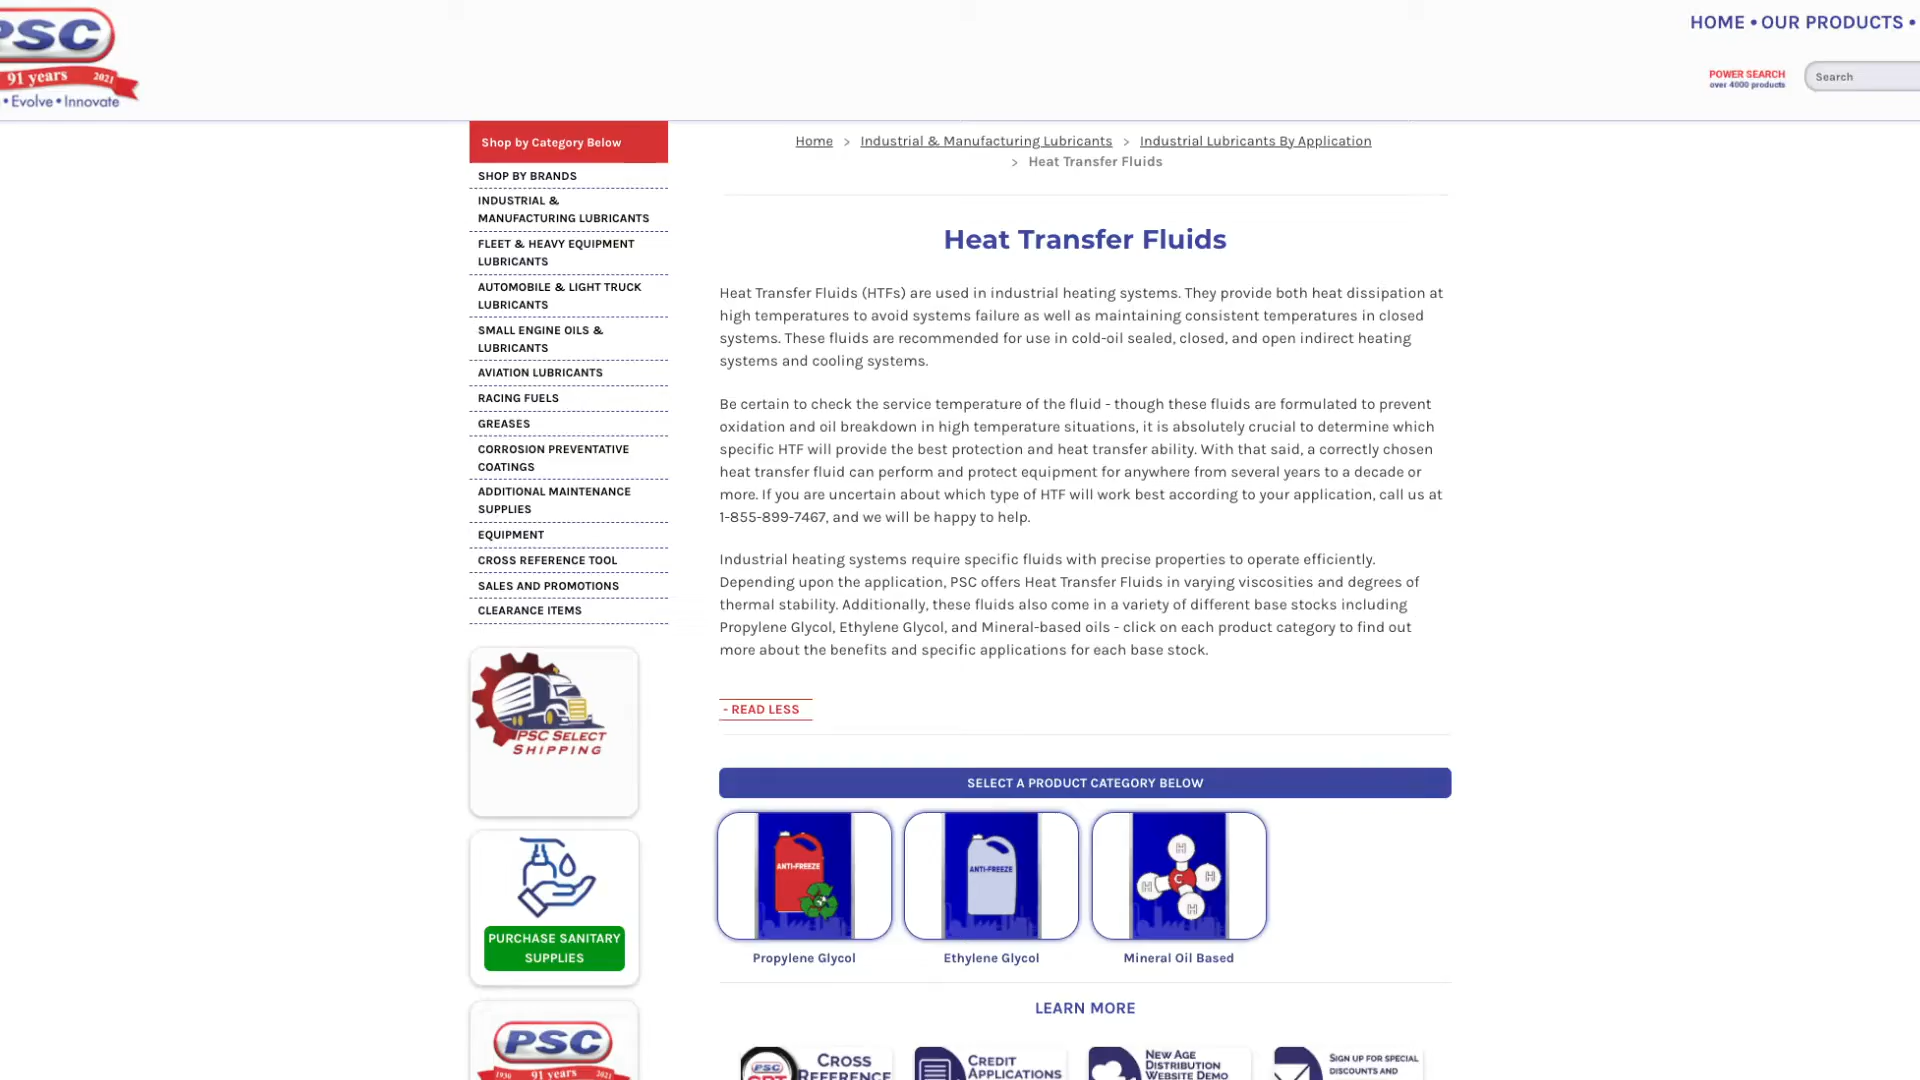 PSC
91 years 2021
• Evolve • Innovate
HOME • OUR PRODUCTS •
POWER SEARCH
over 4000 products
Search
Shop by Category Below
SHOP BY BRANDS
INDUSTRIAL &
MANUFACTURING LUBRICANTS
FLEET & HEAVY EQUIPMENT
LUBRICANTS
AUTOMOBILE & LIGHT TRUCK
LUBRICANTS
SMALL ENGINE OILS &
LUBRICANTS
AVIATION LUBRICANTS
RACING FUELS
GREASES
CORROSION PREVENTATIVE
COATINGS
ADDITIONAL MAINTENANCE
SUPPLIES
EQUIPMENT
CROSS REFERENCE TOOL
SALES AND PROMOTIONS
CLEARANCE ITEMS
PSC SELECT
SHIPPING
PURCHASE SANITARY
SUPPLIES
PSC
1930 91 years 2021
Home > Industrial & Manufacturing Lubricants > Industrial Lubricants By Application
> Heat Transfer Fluids
Heat Transfer Fluids
Heat Transfer Fluids (HTFs) are used in industrial heating systems. They provide both heat dissipation at
high temperatures to avoid systems failure as well as maintaining consistent temperatures in closed
systems. These fluids are recommended for use in cold-oil sealed, closed, and open indirect heating
systems and cooling systems.
Be certain to check the service temperature of the fluid - though these fluids are formulated to prevent
oxidation and oil breakdown in high temperature situations, it is absolutely crucial to determine which
specific HTF will provide the best protection and heat transfer ability. With that said, a correctly chosen
heat transfer fluid can perform and protect equipment for anywhere from several years to a decade or
more. If you are uncertain about which type of HTF will work best according to your application, call us at
1-855-899-7467, and we will be happy to help.
Industrial heating systems require specific fluids with precise properties to operate efficiently.
Depending upon the application, PSC offers Heat Transfer Fluids in varying viscosities and degrees of
thermal stability. Additionally, these fluids also come in a variety of different base stocks including
Propylene Glycol, Ethylene Glycol, and Mineral-based oils - click on each product category to find out
more about the benefits and specific applications for each base stock.
- READ LESS
SELECT A PRODUCT CATEGORY BELOW
ANTI-FREEZE
ANTI-FREEZE
H
H C H
H
Propylene Glycol
Ethylene Glycol
Mineral Oil Based
LEARN MORE
PSC
CROSS
REFERENCE
CREDIT
APPLICATIONS
NEW AGE
DISTRIBUTION
WEBSITE DEMO
SIGN UP FOR SPECIAL
DISCOUNTS AND